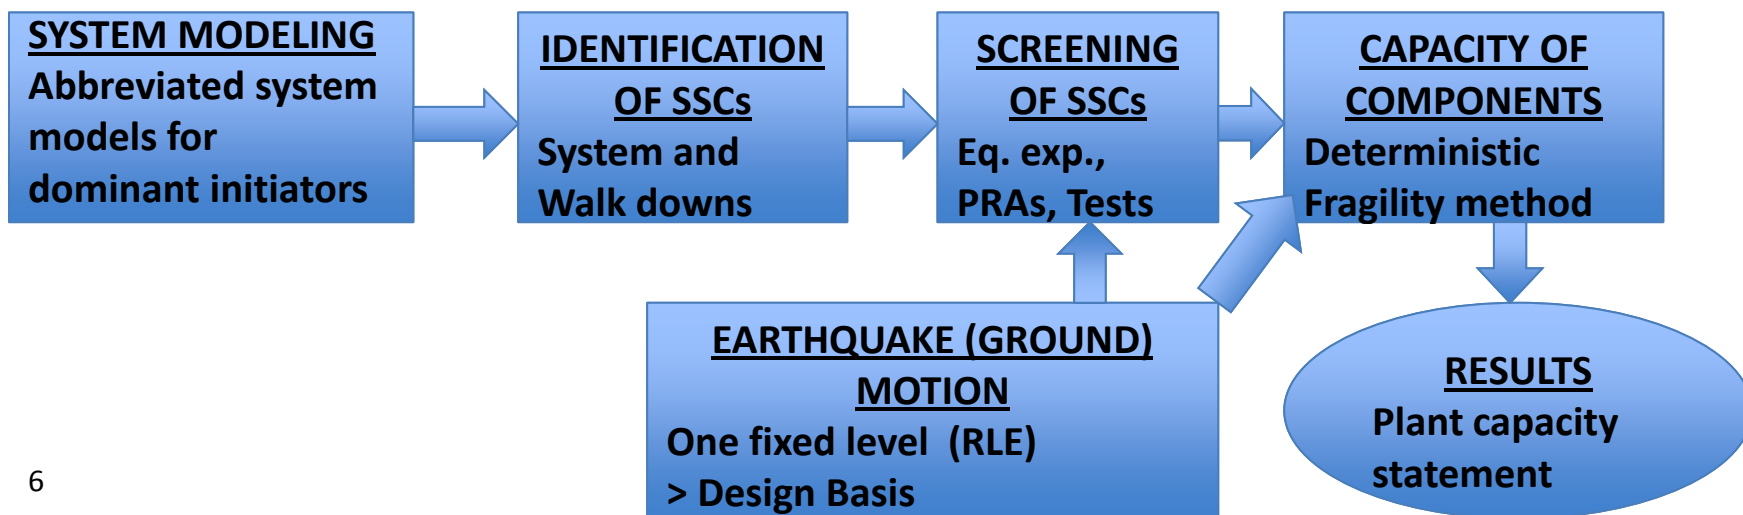 SYSTEM MODELING
Abbreviated system
models for
dominant initiators
IDENTIFICATION
OF SSCs
System and
Walk downs
SCREENING
OF SSCs
Eq. exp.,
PRAs, Tests
CAPACITY OF
COMPONENTS
Deterministic
Fragility method
EARTHQUAKE (GROUND)
MOTION
One fixed level (RLE)
> Design Basis
RESULTS
Plant capacity
statement
6